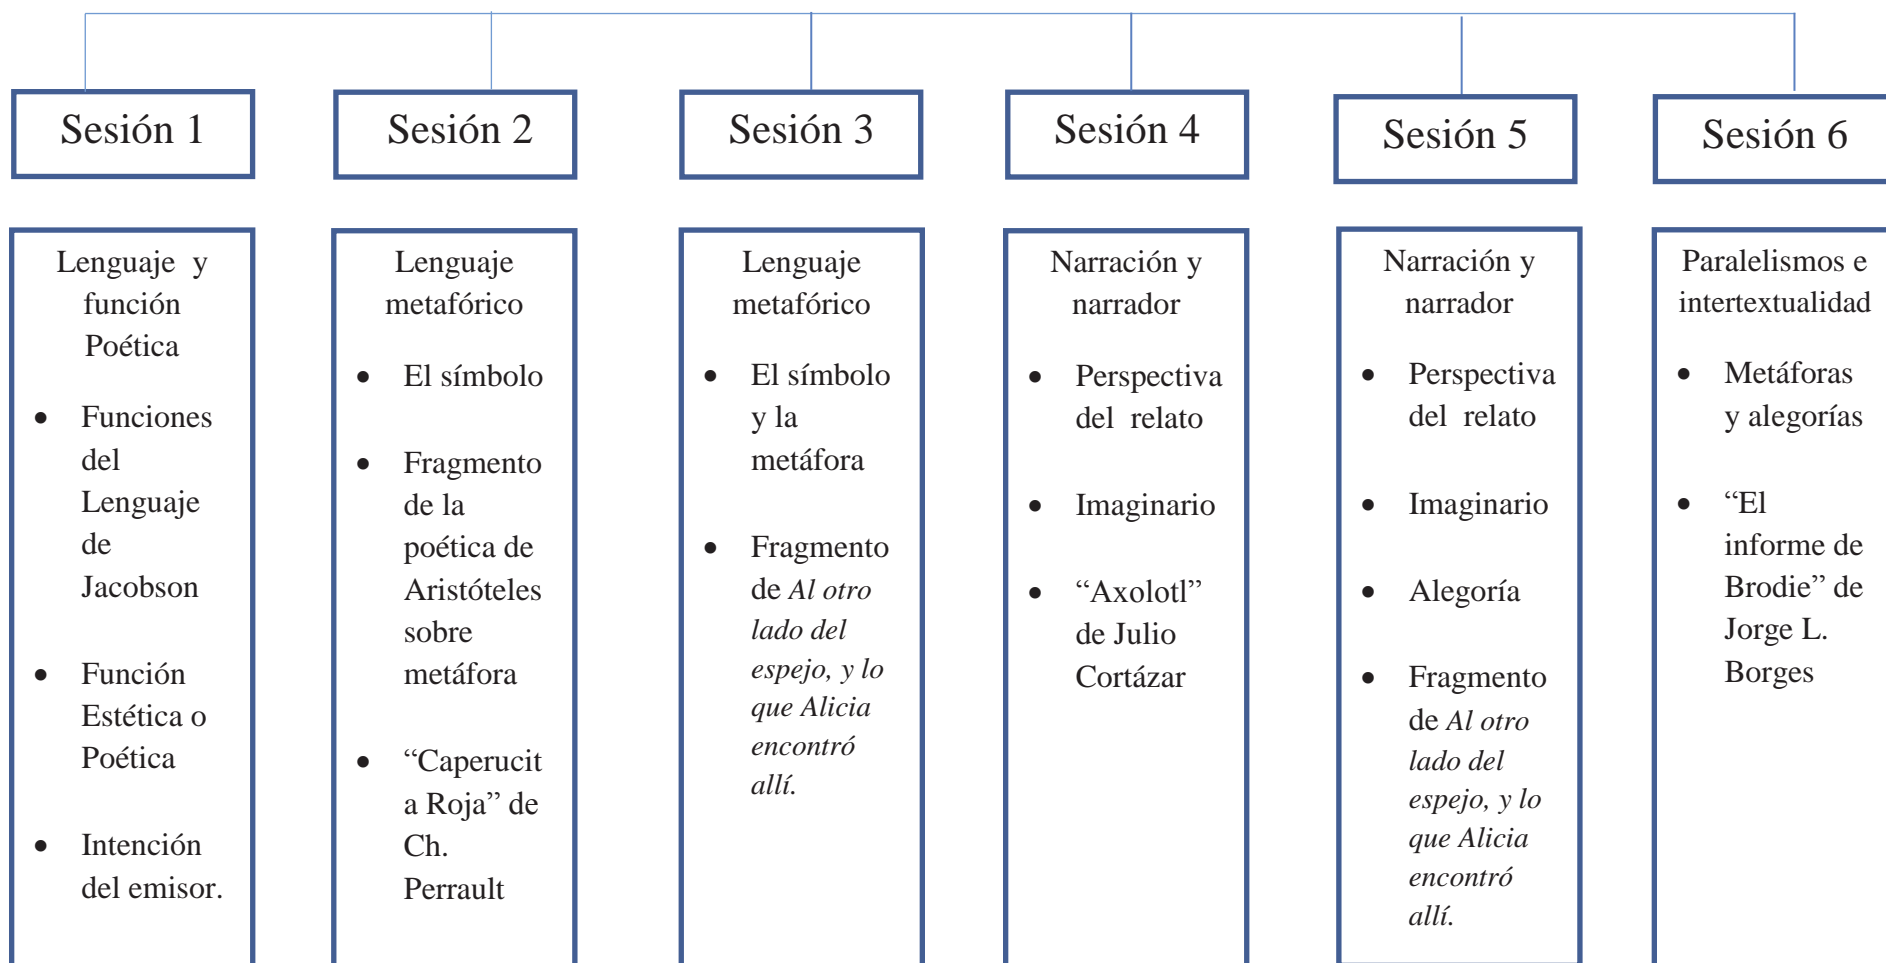 Sesión 1
Sesión 2
Sesión 3
Sesión 4
Sesión 5
Sesión 6
Lenguaje y
función
Poética
• Funciones
del
Lenguaje
de
Jacobson
• Función
Estética o
Poética
• Intención
del emisor.
Lenguaje
metafórico
• El símbolo
• Fragmento
de la
poética de
Aristóteles
sobre
metáfora
• “Caperucit
a Roja” de
Ch.
Perrault
Lenguaje
metafórico
• El símbolo
y la
metáfora
• Fragmento
de Al otro
lado del
espejo, y lo
que Alicia
encontró
allí.
Narración y
narrador
• Perspectiva
del relato
• Imaginario
• “Axolotl”
de Julio
Cortázar
Narración y
narrador
• Perspectiva
del relato
• Imaginario
• Alegoría
• Fragmento
de Al otro
lado del
espejo, y lo
que Alicia
encontró
allí.
Paralelismos e
intertextualidad
• Metáforas
y alegorías
• “El
informe de
Brodie” de
Jorge L.
Borges